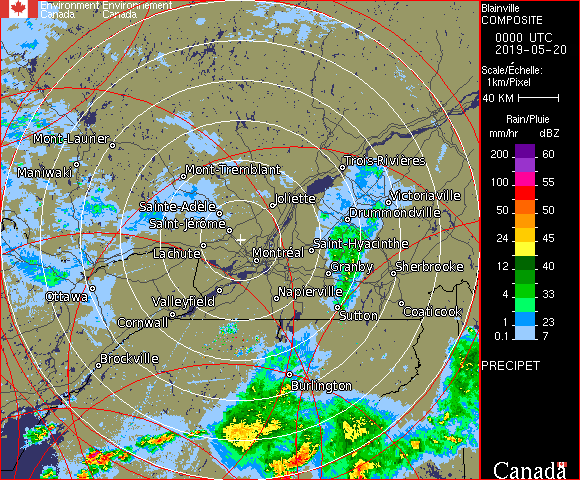 Environment Environnement
Canada Canada
Blainville
COMPOSITE
0000 UTC
2019-05-20
Scale/Échelle:
1km/Pixel
40 KM
Rain/Pluie
mm/hr dBZ
200 60
100 55
50 50
24 45
12 40
4 33
1 23
0.1 7
PRECIPET
Canada
Mont-Laurier
Maniwaki
Mont-Tremblant
Trois-Rivières
Sainte-Adèle
Joliette
Victoriaville
Saint-Jérôme
Drummondville
Lachute
Montréal
Saint-Hyacinthe
Granby
Sherbrooke
Ottawa
Valleyfield
Napierville
Cornwall
Sutton
Coaticook
Brockville
Burlington